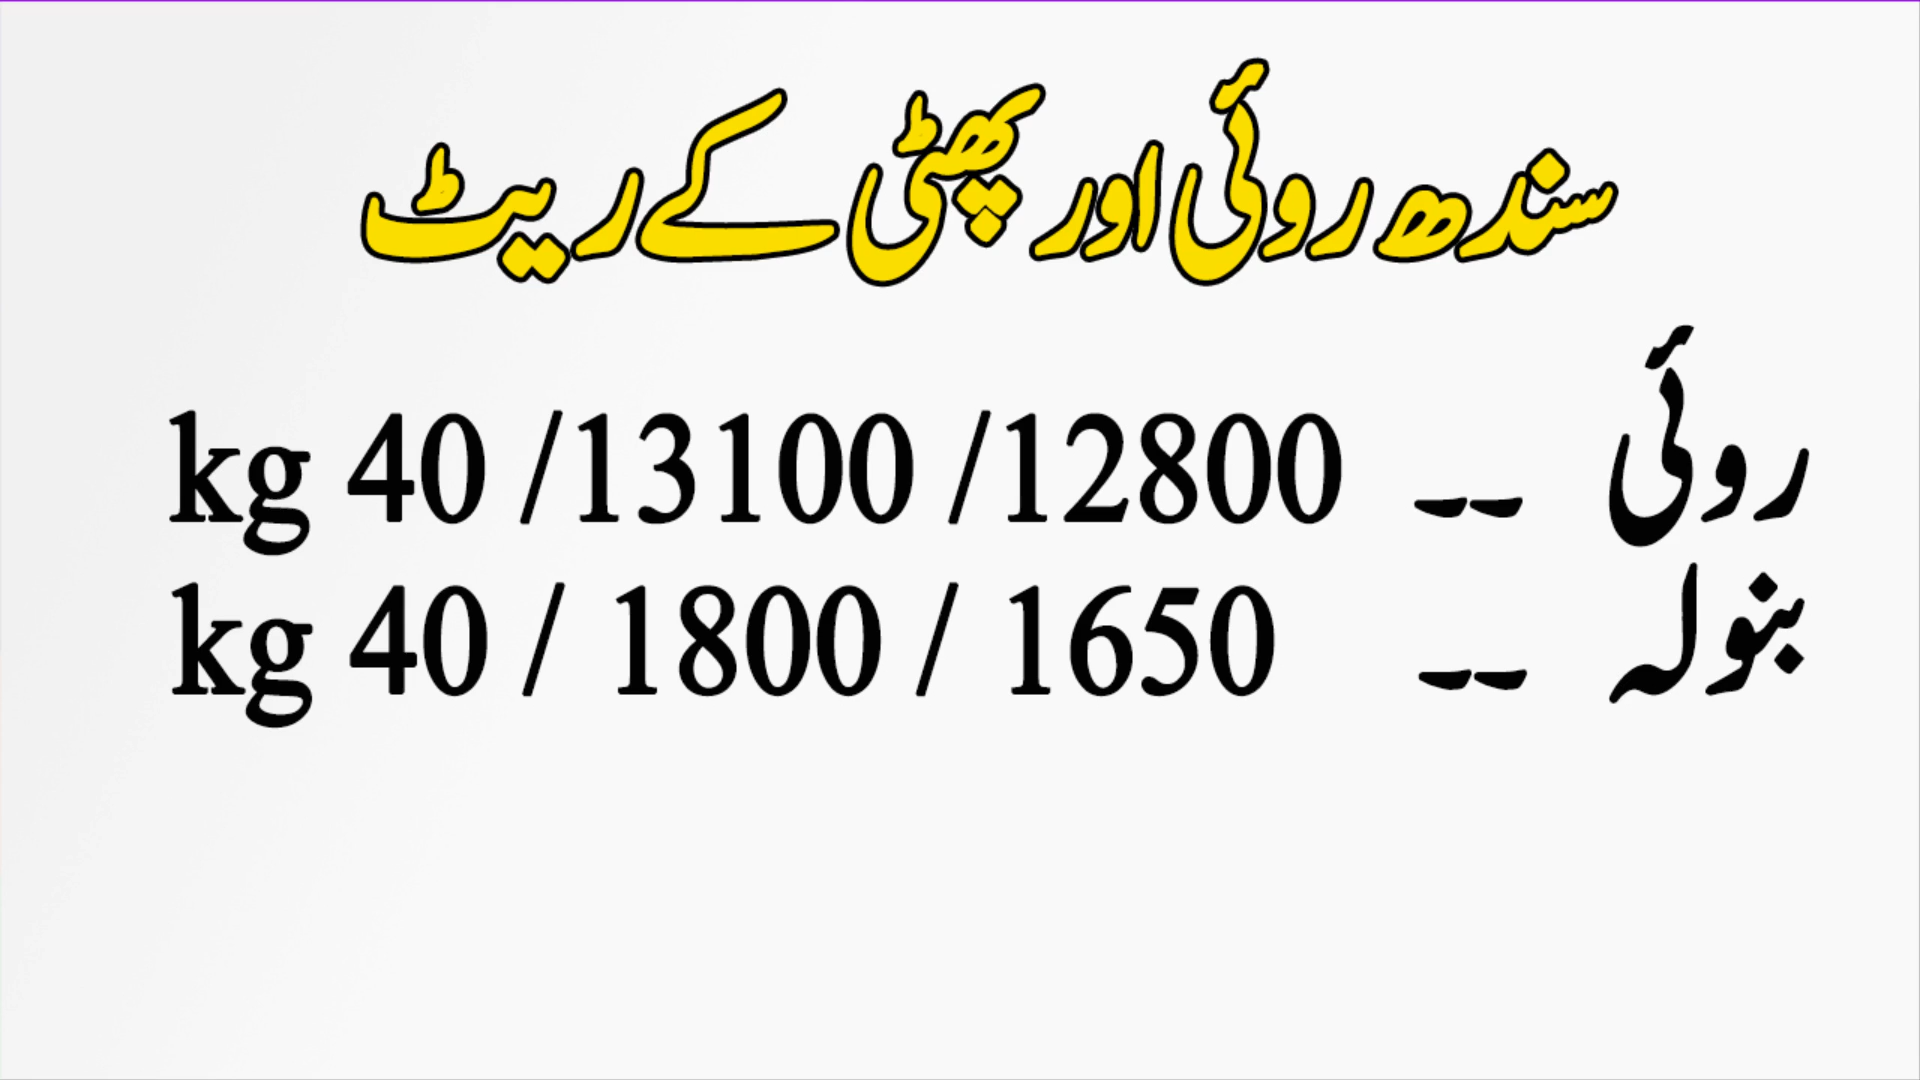 سندھ روئی اور پھٹی کے ریٹ
روئی -- 12800/ 13100/ 40 kg
بنولہ -- 1650 / 1800 / 40 kg